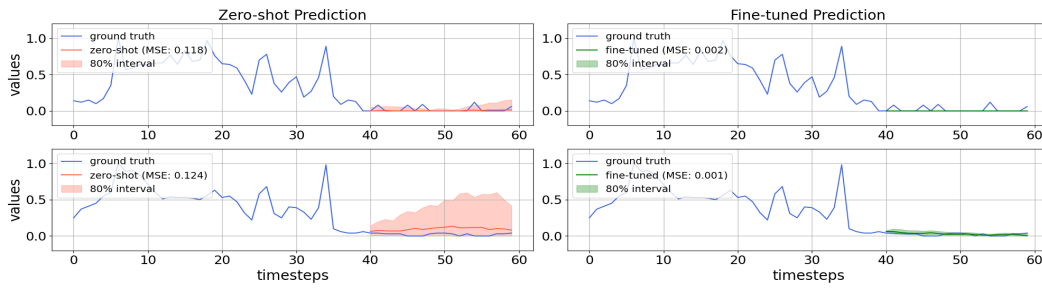 Zero-shot Prediction
Fine-tuned Prediction
values
1.0
0.5
0.0
ground truth
zero-shot (MSE: 0.118)
80% interval
0 10 20 30 40 50 60
1.0
0.5
0.0
ground truth
fine-tuned (MSE: 0.002)
80% interval
0 10 20 30 40 50 60
values
1.0
0.5
0.0
ground truth
zero-shot (MSE: 0.124)
80% interval
0 10 20 30 40 50 60
timesteps
1.0
0.5
0.0
ground truth
fine-tuned (MSE: 0.001)
80% interval
0 10 20 30 40 50 60
timesteps